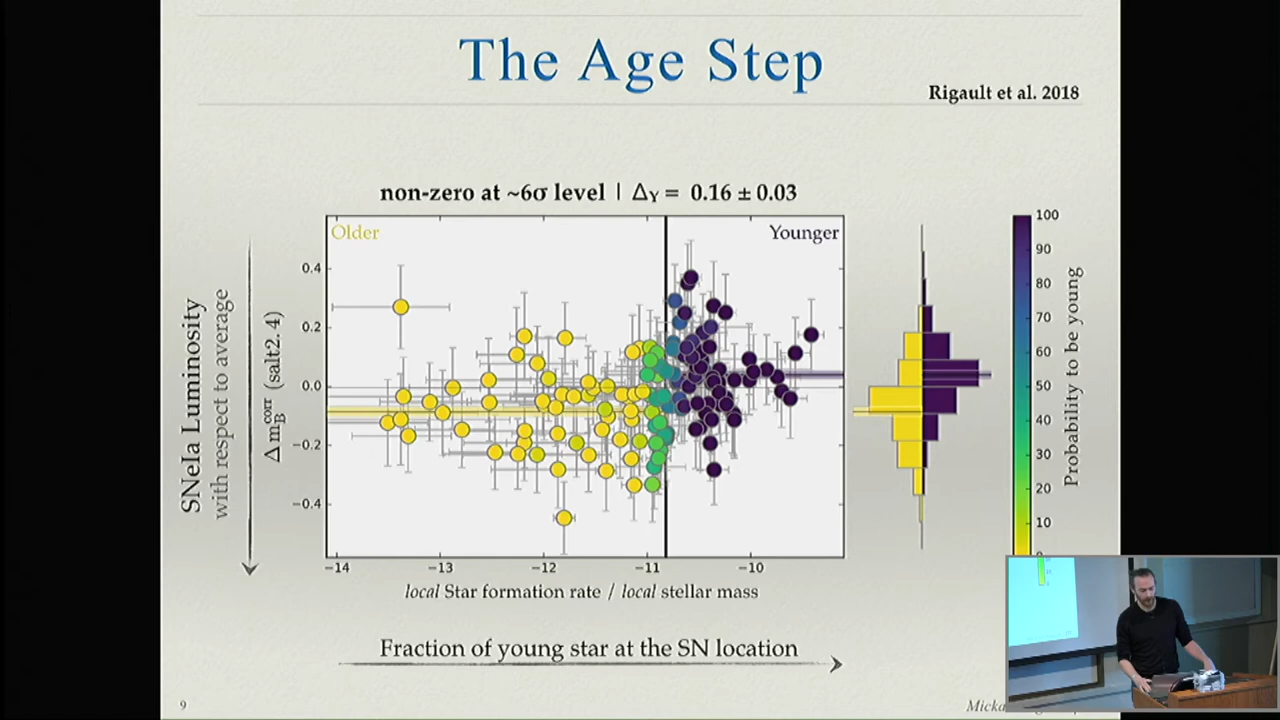 The Age Step
Rigault et al. 2018
non-zero at ~6σ level | ΔY = 0.16 ± 0.03
Older
Younger
SNeIa Luminosity
with respect to average
Δm_B^corr (salt2.4)
0.4
0.2
0.0
−0.2
−0.4
−14
−13
−12
−11
−10
local Star formation rate / local stellar mass
Fraction of young star at the SN location
100
90
80
70
60
50
40
30
20
10
Probability to be young
9